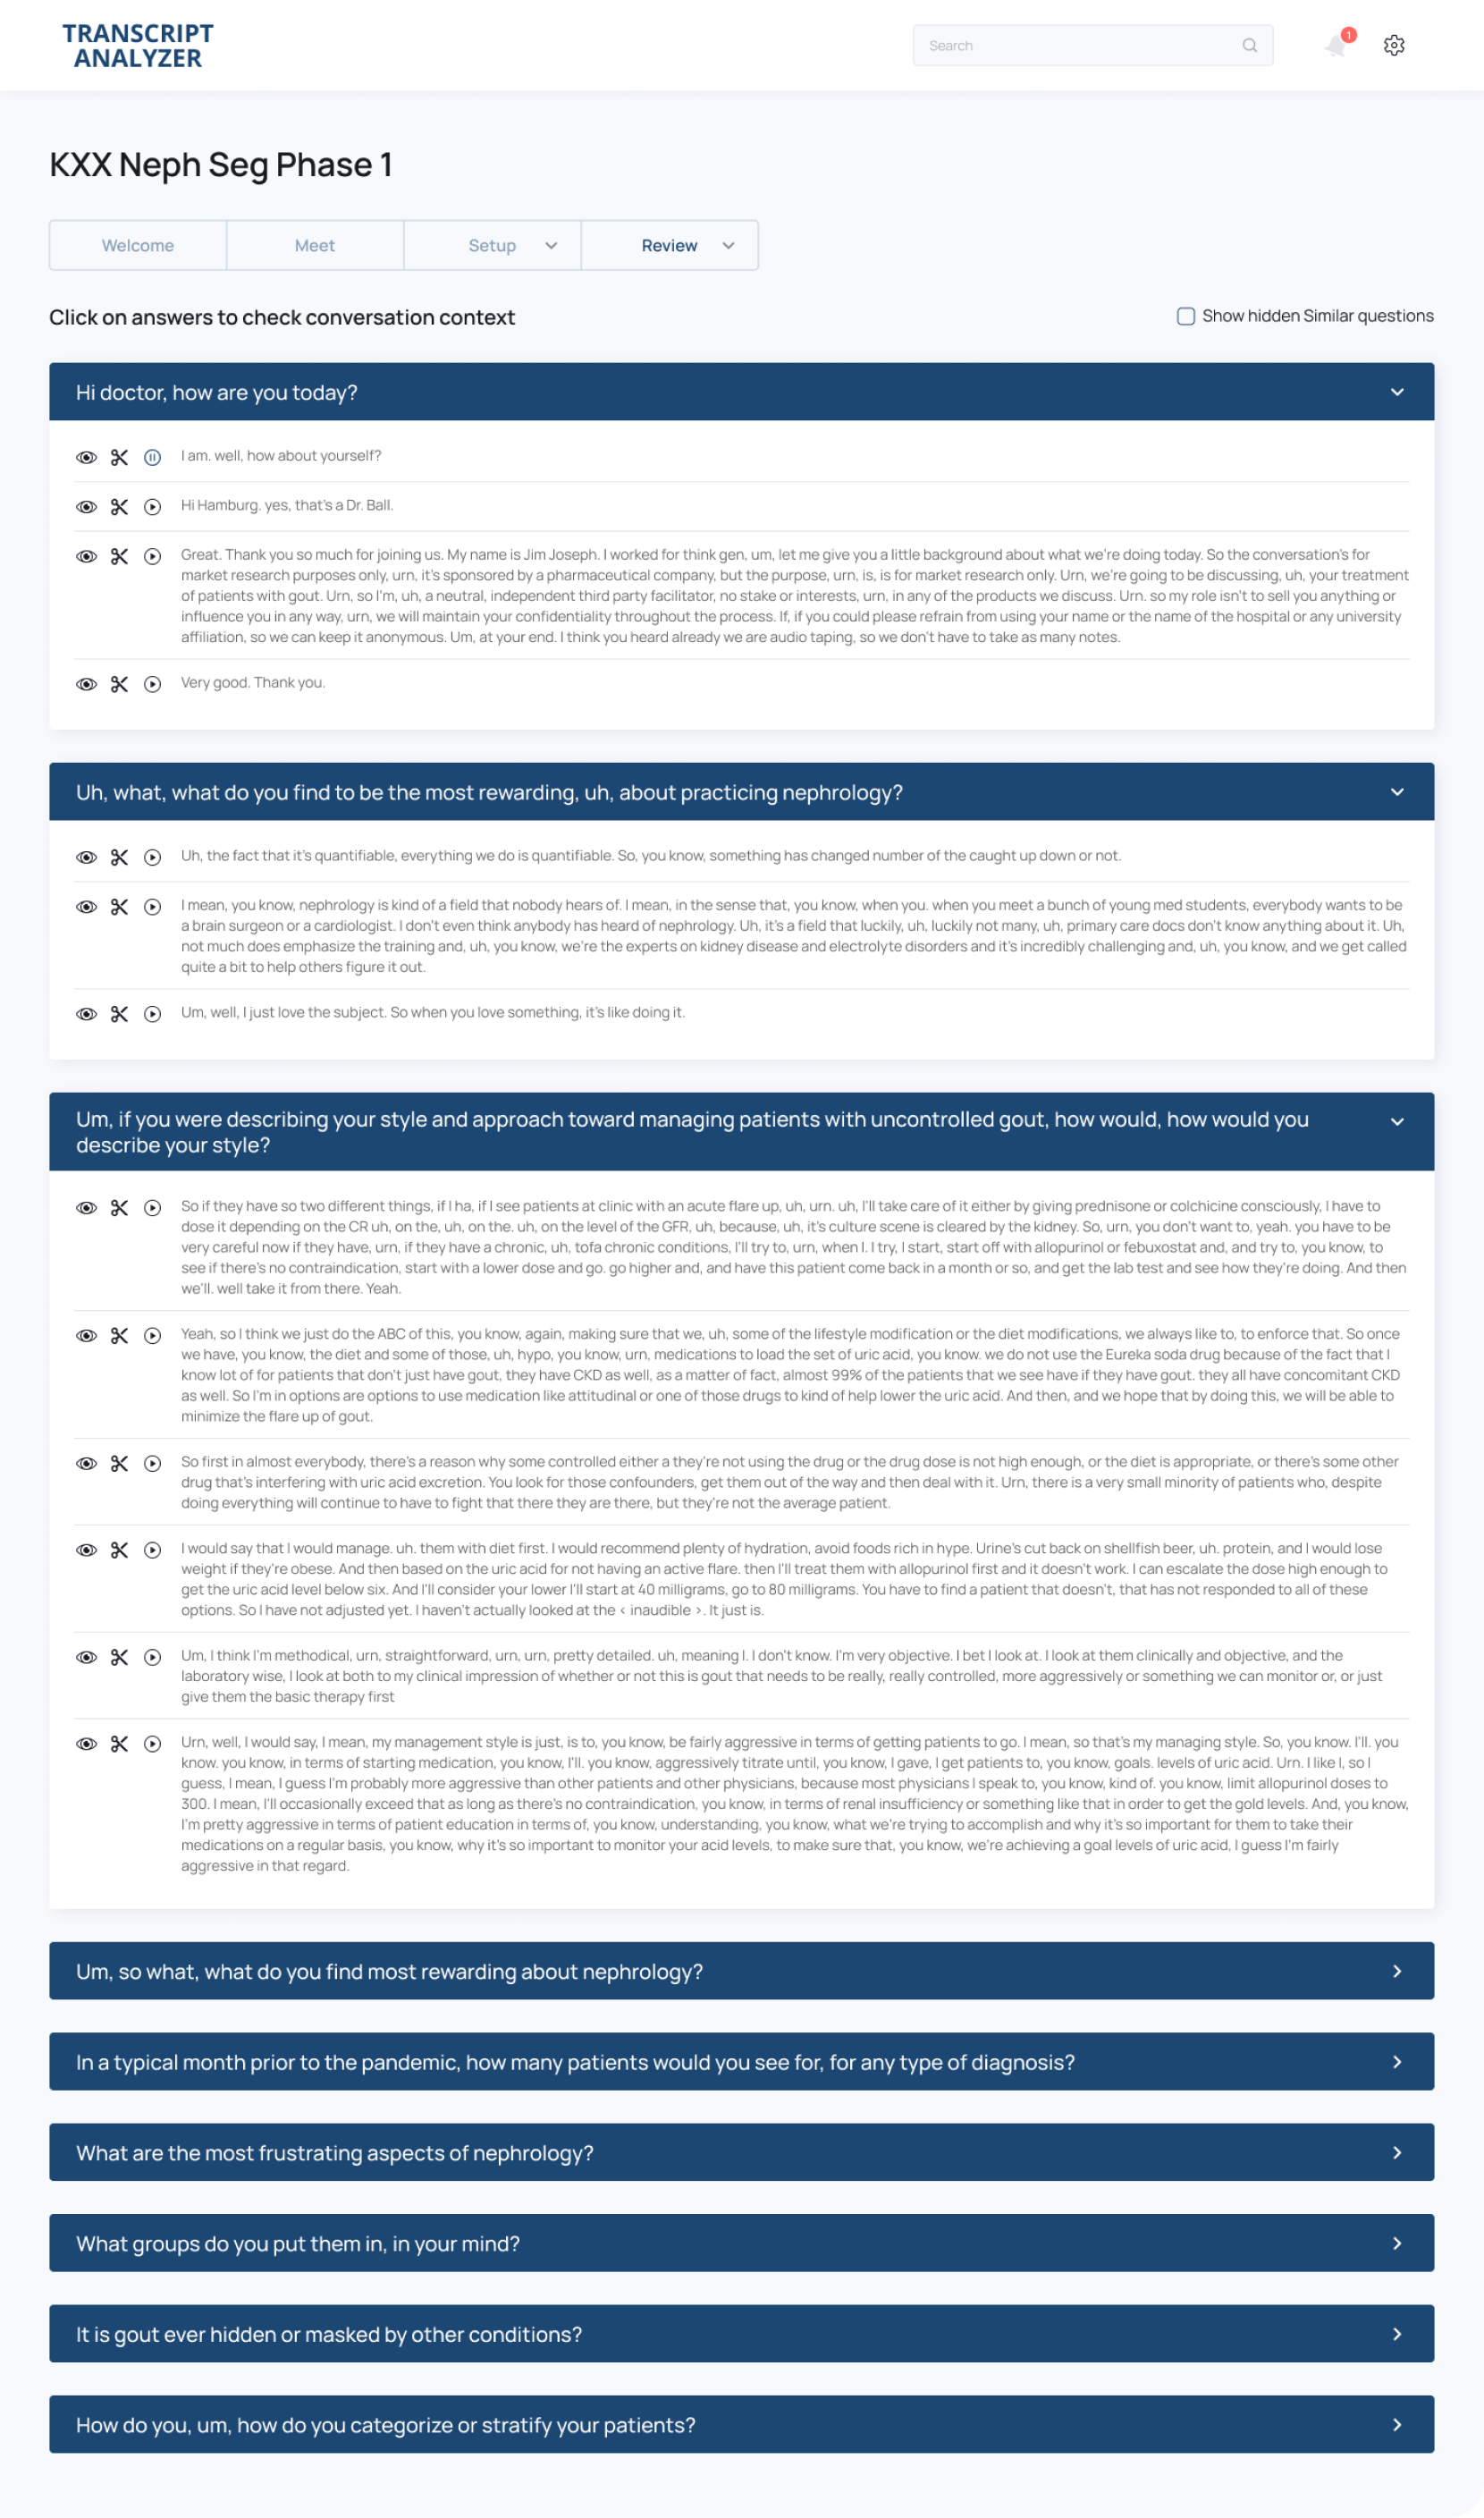 TRANSCRIPT
ANALYZER
Search
1
KXX Neph Seg Phase 1
Welcome
Meet
Setup
Review
Click on answers to check conversation context
Show hidden Similar questions
Hi doctor, how are you today?
I am. well, how about yourself?
Hi Hamburg. yes, that's a Dr. Ball.
Great. Thank you so much for joining us. My name is Jim Joseph. I worked for think gen, um, let me give you a little background about what we're doing today. So the conversation's for
market research purposes only, urn, it's sponsored by a pharmaceutical company, but the purpose, urn, is, is for market research only. Urn, we're going to be discussing, uh, your treatment
of patients with gout. Urn, so I'm, uh, a neutral, independent third party facilitator, no stake or interests, urn, in any of the products we discuss. Urn. so my role isn't to sell you anything or
influence you in any way, urn, we will maintain your confidentiality throughout the process. If, if you could please refrain from using your name or the name of the hospital or any university
affiliation, so we can keep it anonymous. Um, at your end. I think you heard already we are audio taping, so we don't have to take as many notes.
Very good. Thank you.
Uh, what, what do you find to be the most rewarding, uh, about practicing nephrology?
Uh, the fact that it's quantifiable, everything we do is quantifiable. So, you know, something has changed number of the caught up down or not.
I mean, you know, nephrology is kind of a field that nobody hears of. I mean, in the sense that, you know, when you. when you meet a bunch of young med students, everybody wants to be
a brain surgeon or a cardiologist. I don't even think anybody has heard of nephrology. Uh, it's a field that luckily, uh, luckily not many, uh, primary care docs don't know anything about it. Uh,
not much does emphasize the training and, uh, you know, we're the experts on kidney disease and electrolyte disorders and it's incredibly challenging and, uh, you know, and we get called
quite a bit to help others figure it out.
Um, well, I just love the subject. So when you love something, it's like doing it.
Um, if you were describing your style and approach toward managing patients with uncontrolled gout, how would, how would you
describe your style?
So if they have so two different things, if I ha, if I see patients at clinic with an acute flare up, uh, urn. uh, I'll take care of it either by giving prednisone or colchicine consciously, I have to
dose it depending on the CR uh, on the, uh, on the. uh, on the level of the GFR, uh, because, uh, it's culture scene is cleared by the kidney. So, urn, you don't want to, yeah. you have to be
very careful now if they have, urn, if they have a chronic, uh, tofa chronic conditions, I'll try to, urn, when I. I try, I start, start off with allopurinol or febuxostat and, and try to, you know, to
see if there's no contraindication, start with a lower dose and go. go higher and, and have this patient come back in a month or so, and get the lab test and see how they're doing. And then
we'll. well take it from there. Yeah.
Yeah, so I think we just do the ABC of this, you know, again, making sure that we, uh, some of the lifestyle modification or the diet modifications, we always like to, to enforce that. So once
we have, you know, the diet and some of those, uh, hypo, you know, urn, medications to load the set of uric acid, you know. we do not use the Eureka soda drug because of the fact that I
know lot of for patients that don't just have gout, they have CKD as well, as a matter of fact, almost 99% of the patients that we see have if they have gout. they all have concomitant CKD
as well. So I'm in options are options to use medication like attitudinal or one of those drugs to kind of help lower the uric acid. And then, and we hope that by doing this, we will be able to
minimize the flare up of gout.
So first in almost everybody, there's a reason why some controlled either a they're not using the drug or the drug dose is not high enough, or the diet is appropriate, or there's some other
drug that's interfering with uric acid excretion. You look for those confounders, get them out of the way and then deal with it. Urn, there is a very small minority of patients who, despite
doing everything will continue to have to fight that there they are there, but they're not the average patient.
I would say that I would manage. uh. them with diet first. I would recommend plenty of hydration, avoid foods rich in hype. Urine's cut back on shellfish beer, uh. protein, and I would lose
weight if they're obese. And then based on the uric acid for not having an active flare. then I'll treat them with allopurinol first and it doesn't work. I can escalate the dose high enough to
get the uric acid level below six. And I'll consider your lower I'll start at 40 milligrams, go to 80 milligrams. You have to find a patient that doesn't, that has not responded to all of these
options. So I have not adjusted yet. I haven't actually looked at the < inaudible >. It just is.
Um, I think I'm methodical, urn, straightforward, urn, urn, pretty detailed. uh, meaning I. I don't know. I'm very objective. I bet I look at. I look at them clinically and objective, and the
laboratory wise, I look at both to my clinical impression of whether or not this is gout that needs to be really, really controlled, more aggressively or something we can monitor or, or just
give them the basic therapy first
Urn, well, I would say, I mean, my management style is just, is to, you know, be fairly aggressive in terms of getting patients to go. I mean, so that's my managing style. So, you know. I'll. you
know. you know, in terms of starting medication, you know, I'll. you know, aggressively titrate until, you know, I gave, I get patients to, you know, goals. levels of uric acid. Urn. I like I, so I
guess, I mean, I guess I'm probably more aggressive than other patients and other physicians, because most physicians I speak to, you know, kind of. you know, limit allopurinol doses to
300. I mean, I'll occasionally exceed that as long as there's no contraindication, you know, in terms of renal insufficiency or something like that in order to get the gold levels. And, you know,
I'm pretty aggressive in terms of patient education in terms of, you know, understanding, you know, what we're trying to accomplish and why it's so important for them to take their
medications on a regular basis, you know, why it's so important to monitor your acid levels, to make sure that, you know, we're achieving a goal levels of uric acid, I guess I'm fairly
aggressive in that regard.
Um, so what, what do you find most rewarding about nephrology?
In a typical month prior to the pandemic, how many patients would you see for, for any type of diagnosis?
What are the most frustrating aspects of nephrology?
What groups do you put them in, in your mind?
It is gout ever hidden or masked by other conditions?
How do you, um, how do you categorize or stratify your patients?